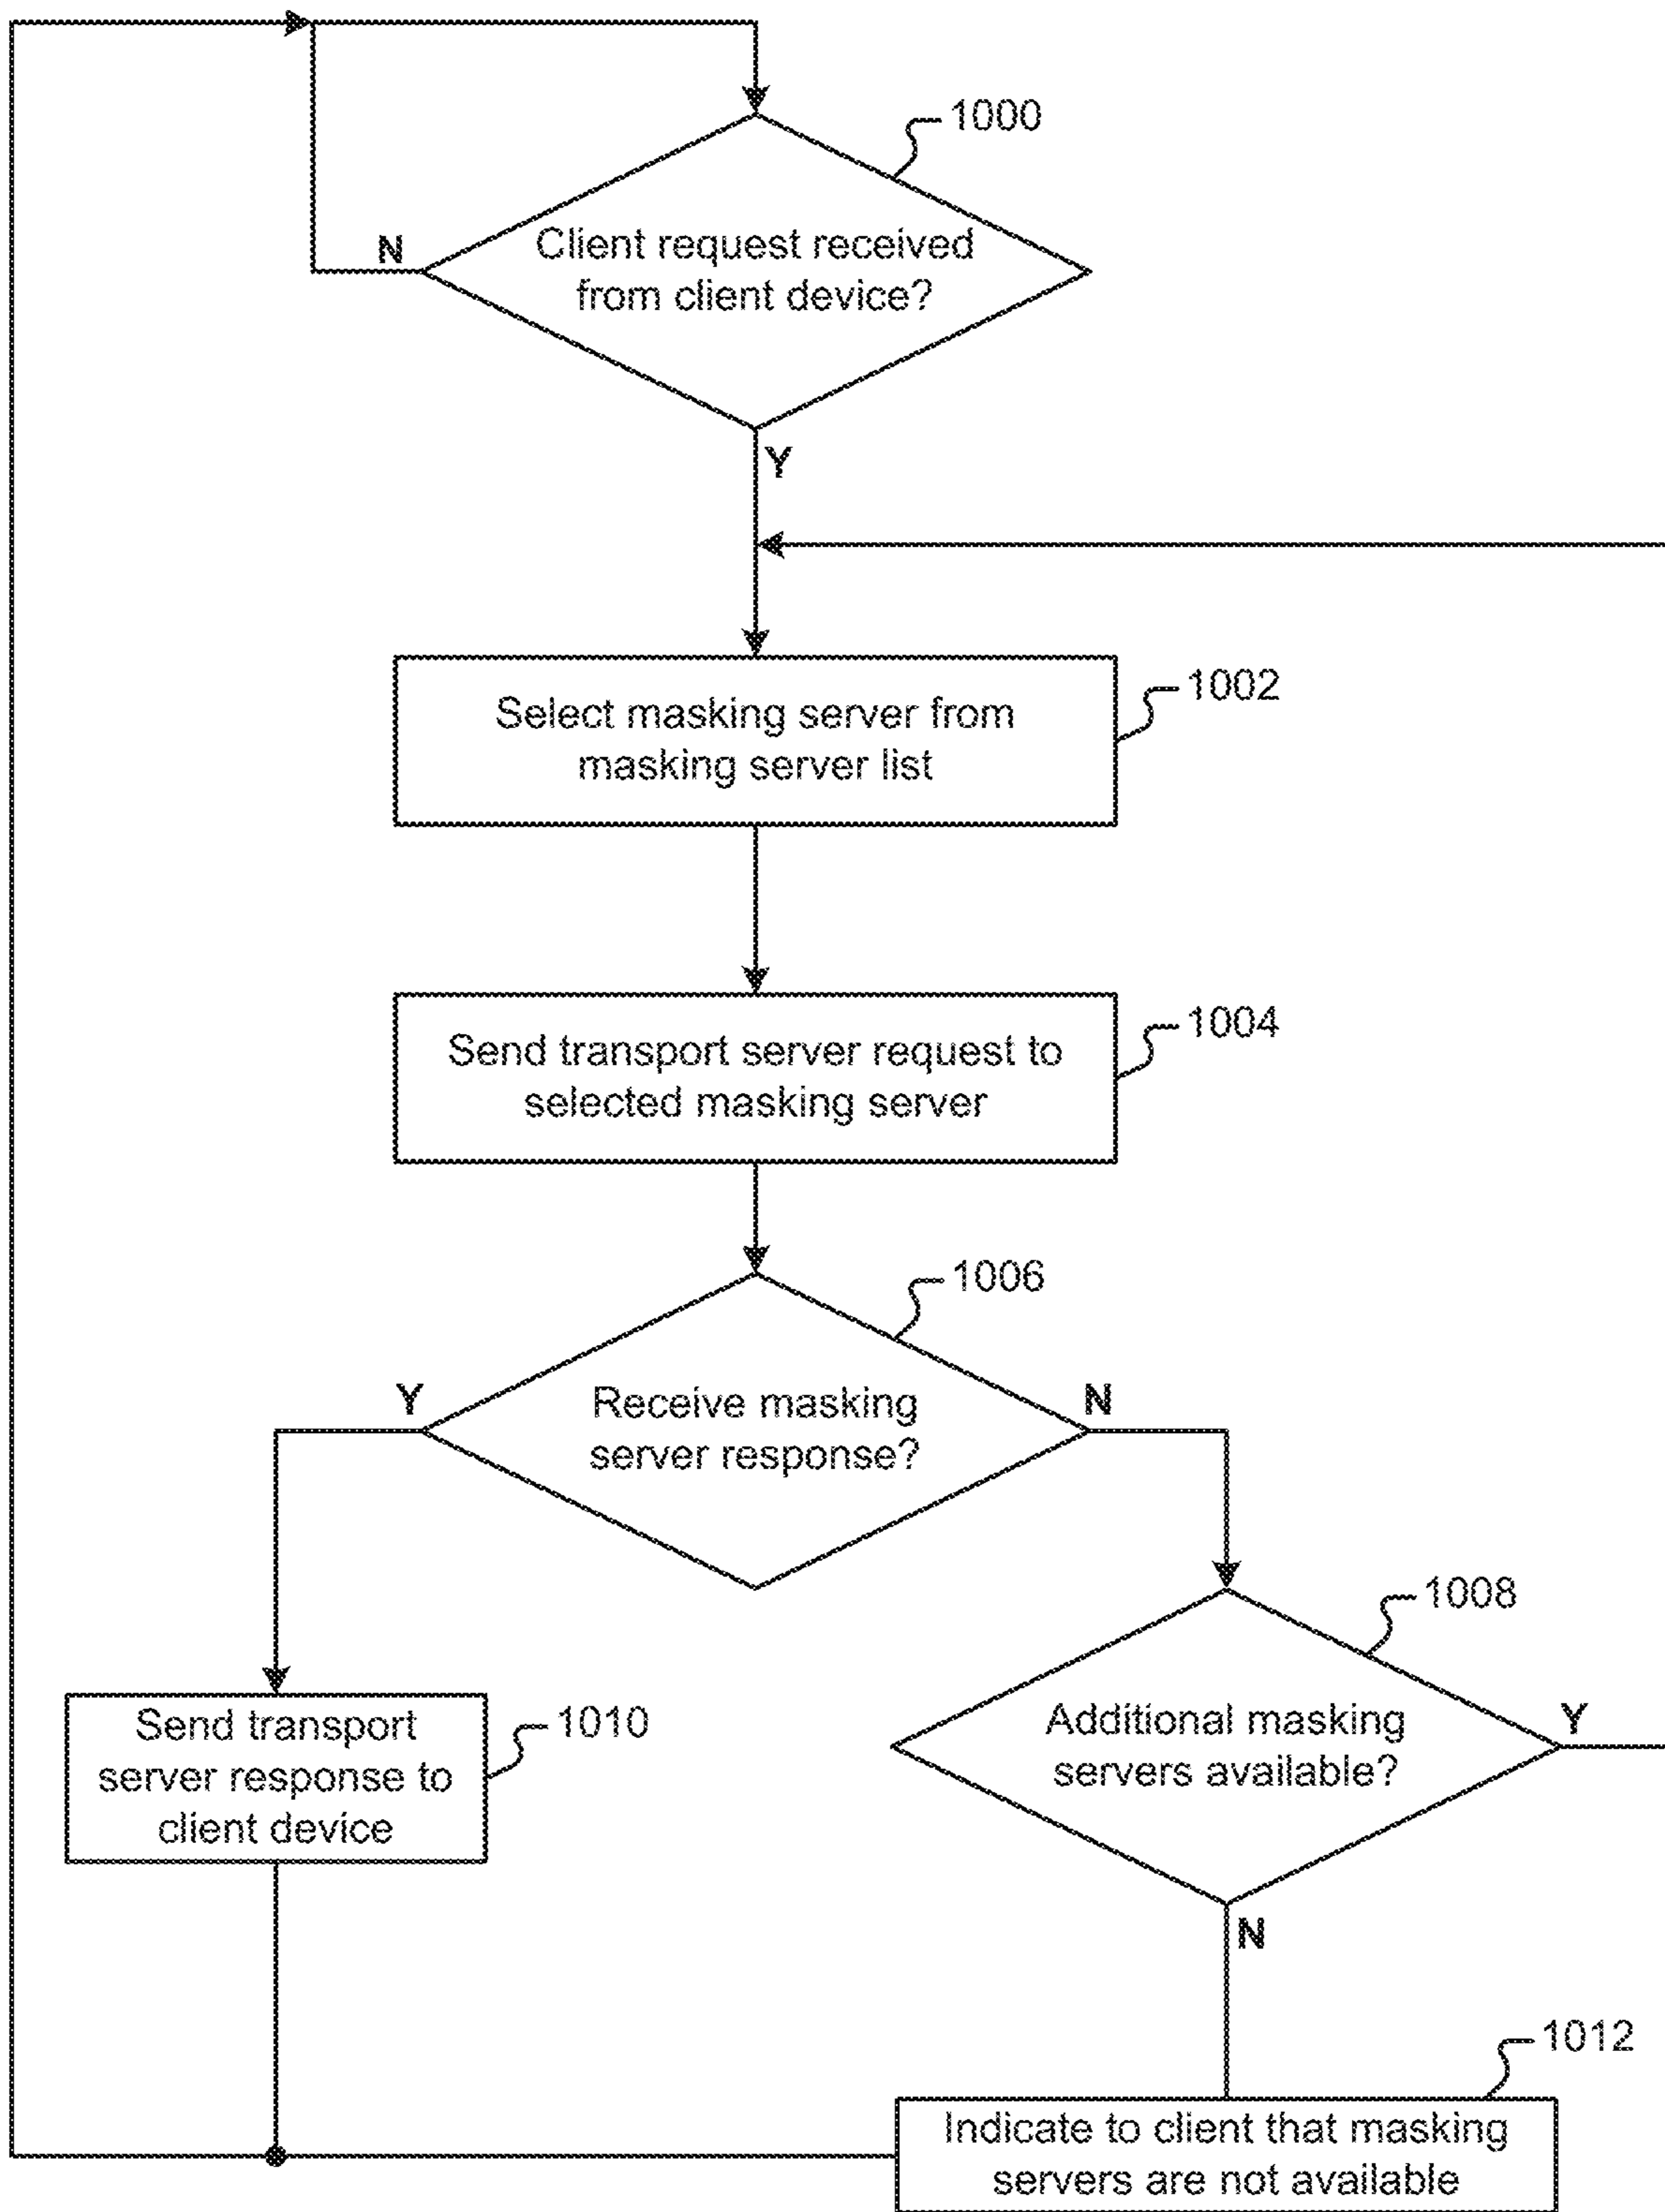 1000
Client request received
from client device?
N
Y
1002
Select masking server from
masking server list
1004
Send transport server request to
selected masking server
1006
Receive masking
server response?
Y
N
1008
Additional masking
servers available?
Y
N
1010
Send transport
server response to
client device
1012
Indicate to client that masking
servers are not available